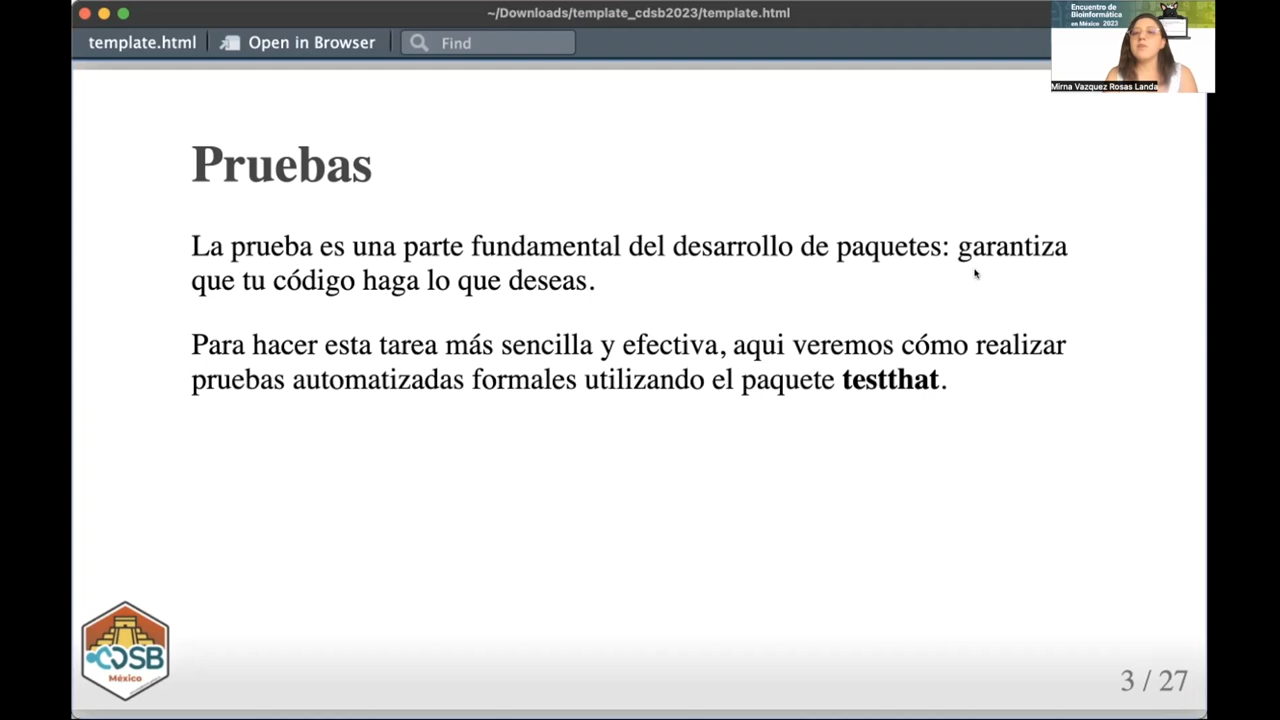 ~/Downloads/template_cdsb2023/template.html
template.html
Open in Browser
Find
Encuentro de
Bioinformática
en México 2023
Mirna Vazquez Rosas Landa
Pruebas
La prueba es una parte fundamental del desarrollo de paquetes: garantiza
que tu código haga lo que deseas.
Para hacer esta tarea más sencilla y efectiva, aqui veremos cómo realizar
pruebas automatizadas formales utilizando el paquete testthat.
CDSB
México
3 / 27